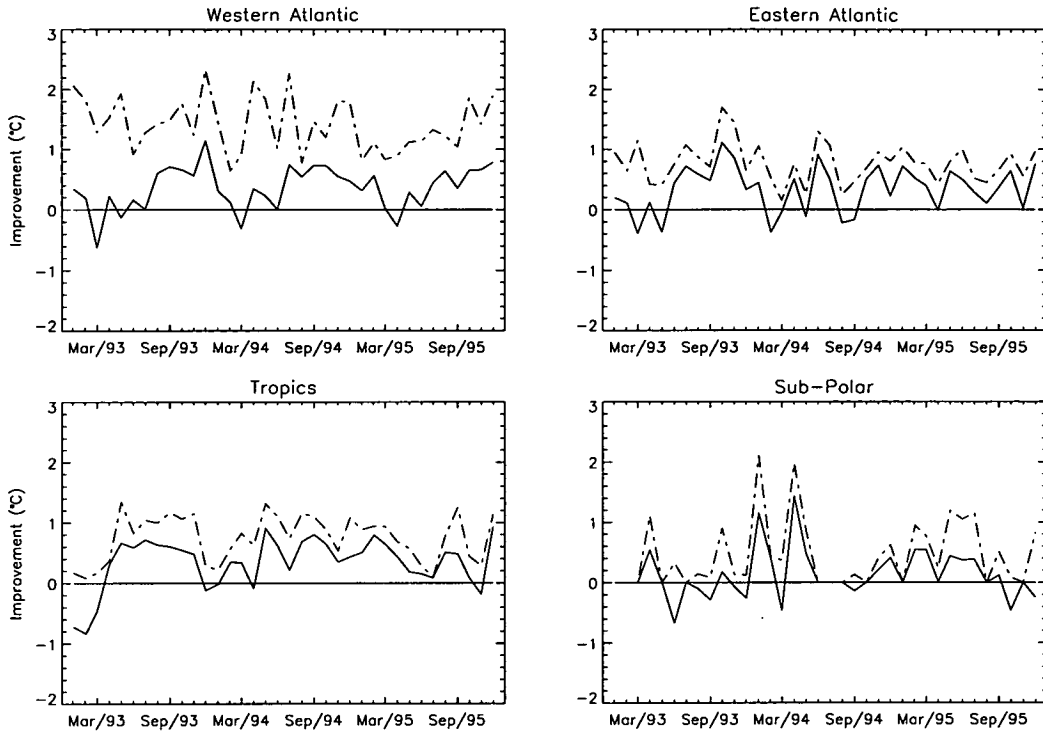 Western Atlantic
Improvement (°C)
3
2
1
0
−1
−2
Mar/93 Sep/93 Mar/94 Sep/94 Mar/95 Sep/95
Eastern Atlantic
3
2
1
0
−1
−2
Mar/93 Sep/93 Mar/94 Sep/94 Mar/95 Sep/95
Tropics
Improvement (°C)
3
2
1
0
−1
−2
Mar/93 Sep/93 Mar/94 Sep/94 Mar/95 Sep/95
Sub−Polar
3
2
1
0
−1
−2
Mar/93 Sep/93 Mar/94 Sep/94 Mar/95 Sep/95